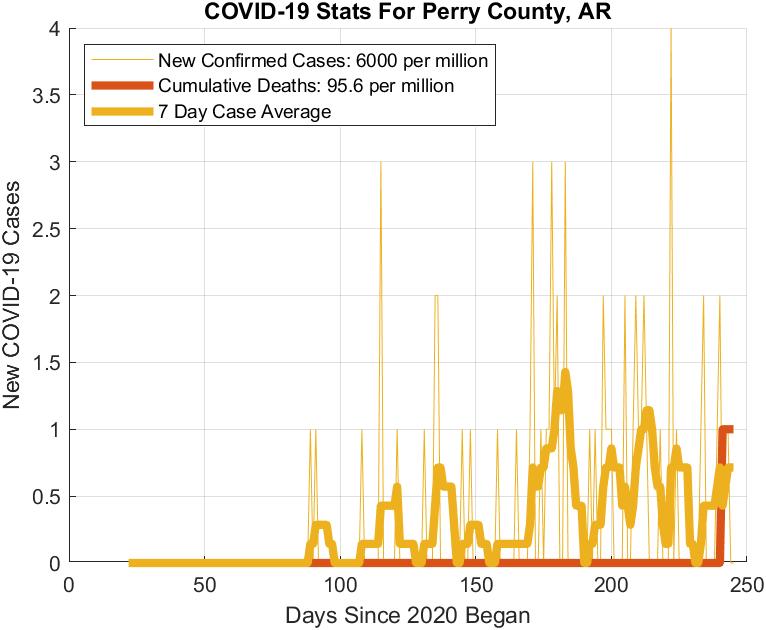 COVID-19 Stats For Perry County, AR
4
3.5
3
2.5
2
1.5
1
0.5
0
New COVID-19 Cases
New Confirmed Cases: 6000 per million
Cumulative Deaths: 95.6 per million
7 Day Case Average
0 50 100 150 200 250
Days Since 2020 Began